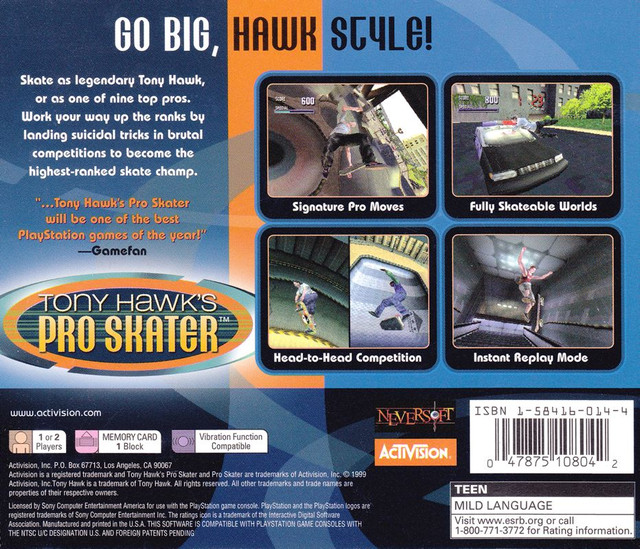 GO BIG, HAWK STYLE!
Skate as legendary Tony Hawk,
or as one of nine top pros.
Work your way up the ranks by
landing suicidal tricks in brutal
competitions to become the
highest-ranked skate champ.
"...Tony Hawk's Pro Skater
will be one of the best
PlayStation games of the year!"
—Gamefan
TONY HAWK'S
PRO SKATER™
SCORE 600
SPECIAL
Signature Pro Moves
SCORE 800
SPECIAL
Fully Skateable Worlds
Head-to-Head Competition
Instant Replay Mode
www.activision.com
1 or 2
Players
MEMORY CARD
1 Block
Vibration Function
Compatible
NEVERSOFT
ACTIVISION.
ISBN 1-58416-014-4
0 47875 10804 2
Activision, Inc. P.O. Box 67713, Los Angeles, CA 90067
Activision is a registered trademark and Tony Hawk's Pro Skater and Pro Skater are trademarks of Activision, Inc. © 1999
Activision, Inc.Tony Hawk is a trademark of Tony Hawk. All rights reserved. All other trademarks and trade names are
properties of their respective owners.
Licensed by Sony Computer Entertainment America for use with the PlayStation game console. PlayStation and the PlayStation logos are
registered trademarks of Sony Computer Entertainment Inc. The ratings icon is a trademark of the Interactive Digital Software
Association. Manufactured and printed in the U.S.A. THIS SOFTWARE IS COMPATIBLE WITH PLAYSTATION GAME CONSOLES WITH
THE NTSC U/C DESIGNATION U.S. AND FOREIGN PATENTS PENDING
TEEN
MILD LANGUAGE
Visit www.esrb.org or call
1-800-771-3772 for Rating information.